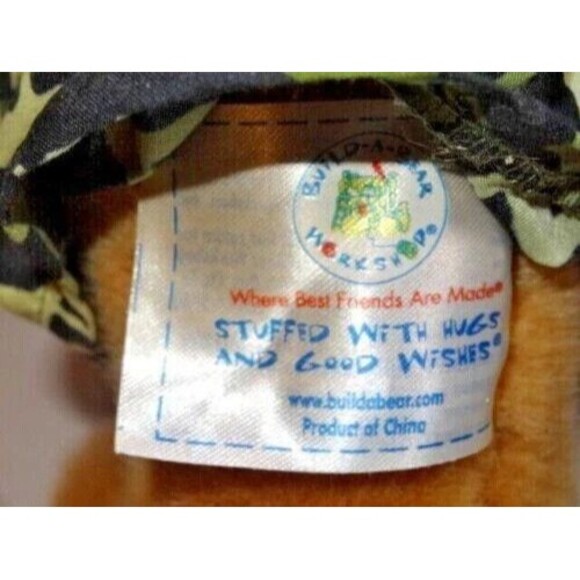 BUILD-A-BEAR
WORKSHOP®
Where Best Friends Are Made®
STUFFED WITH HUGS
AND GOOD WISHES®
www.buildabear.com
Product of China